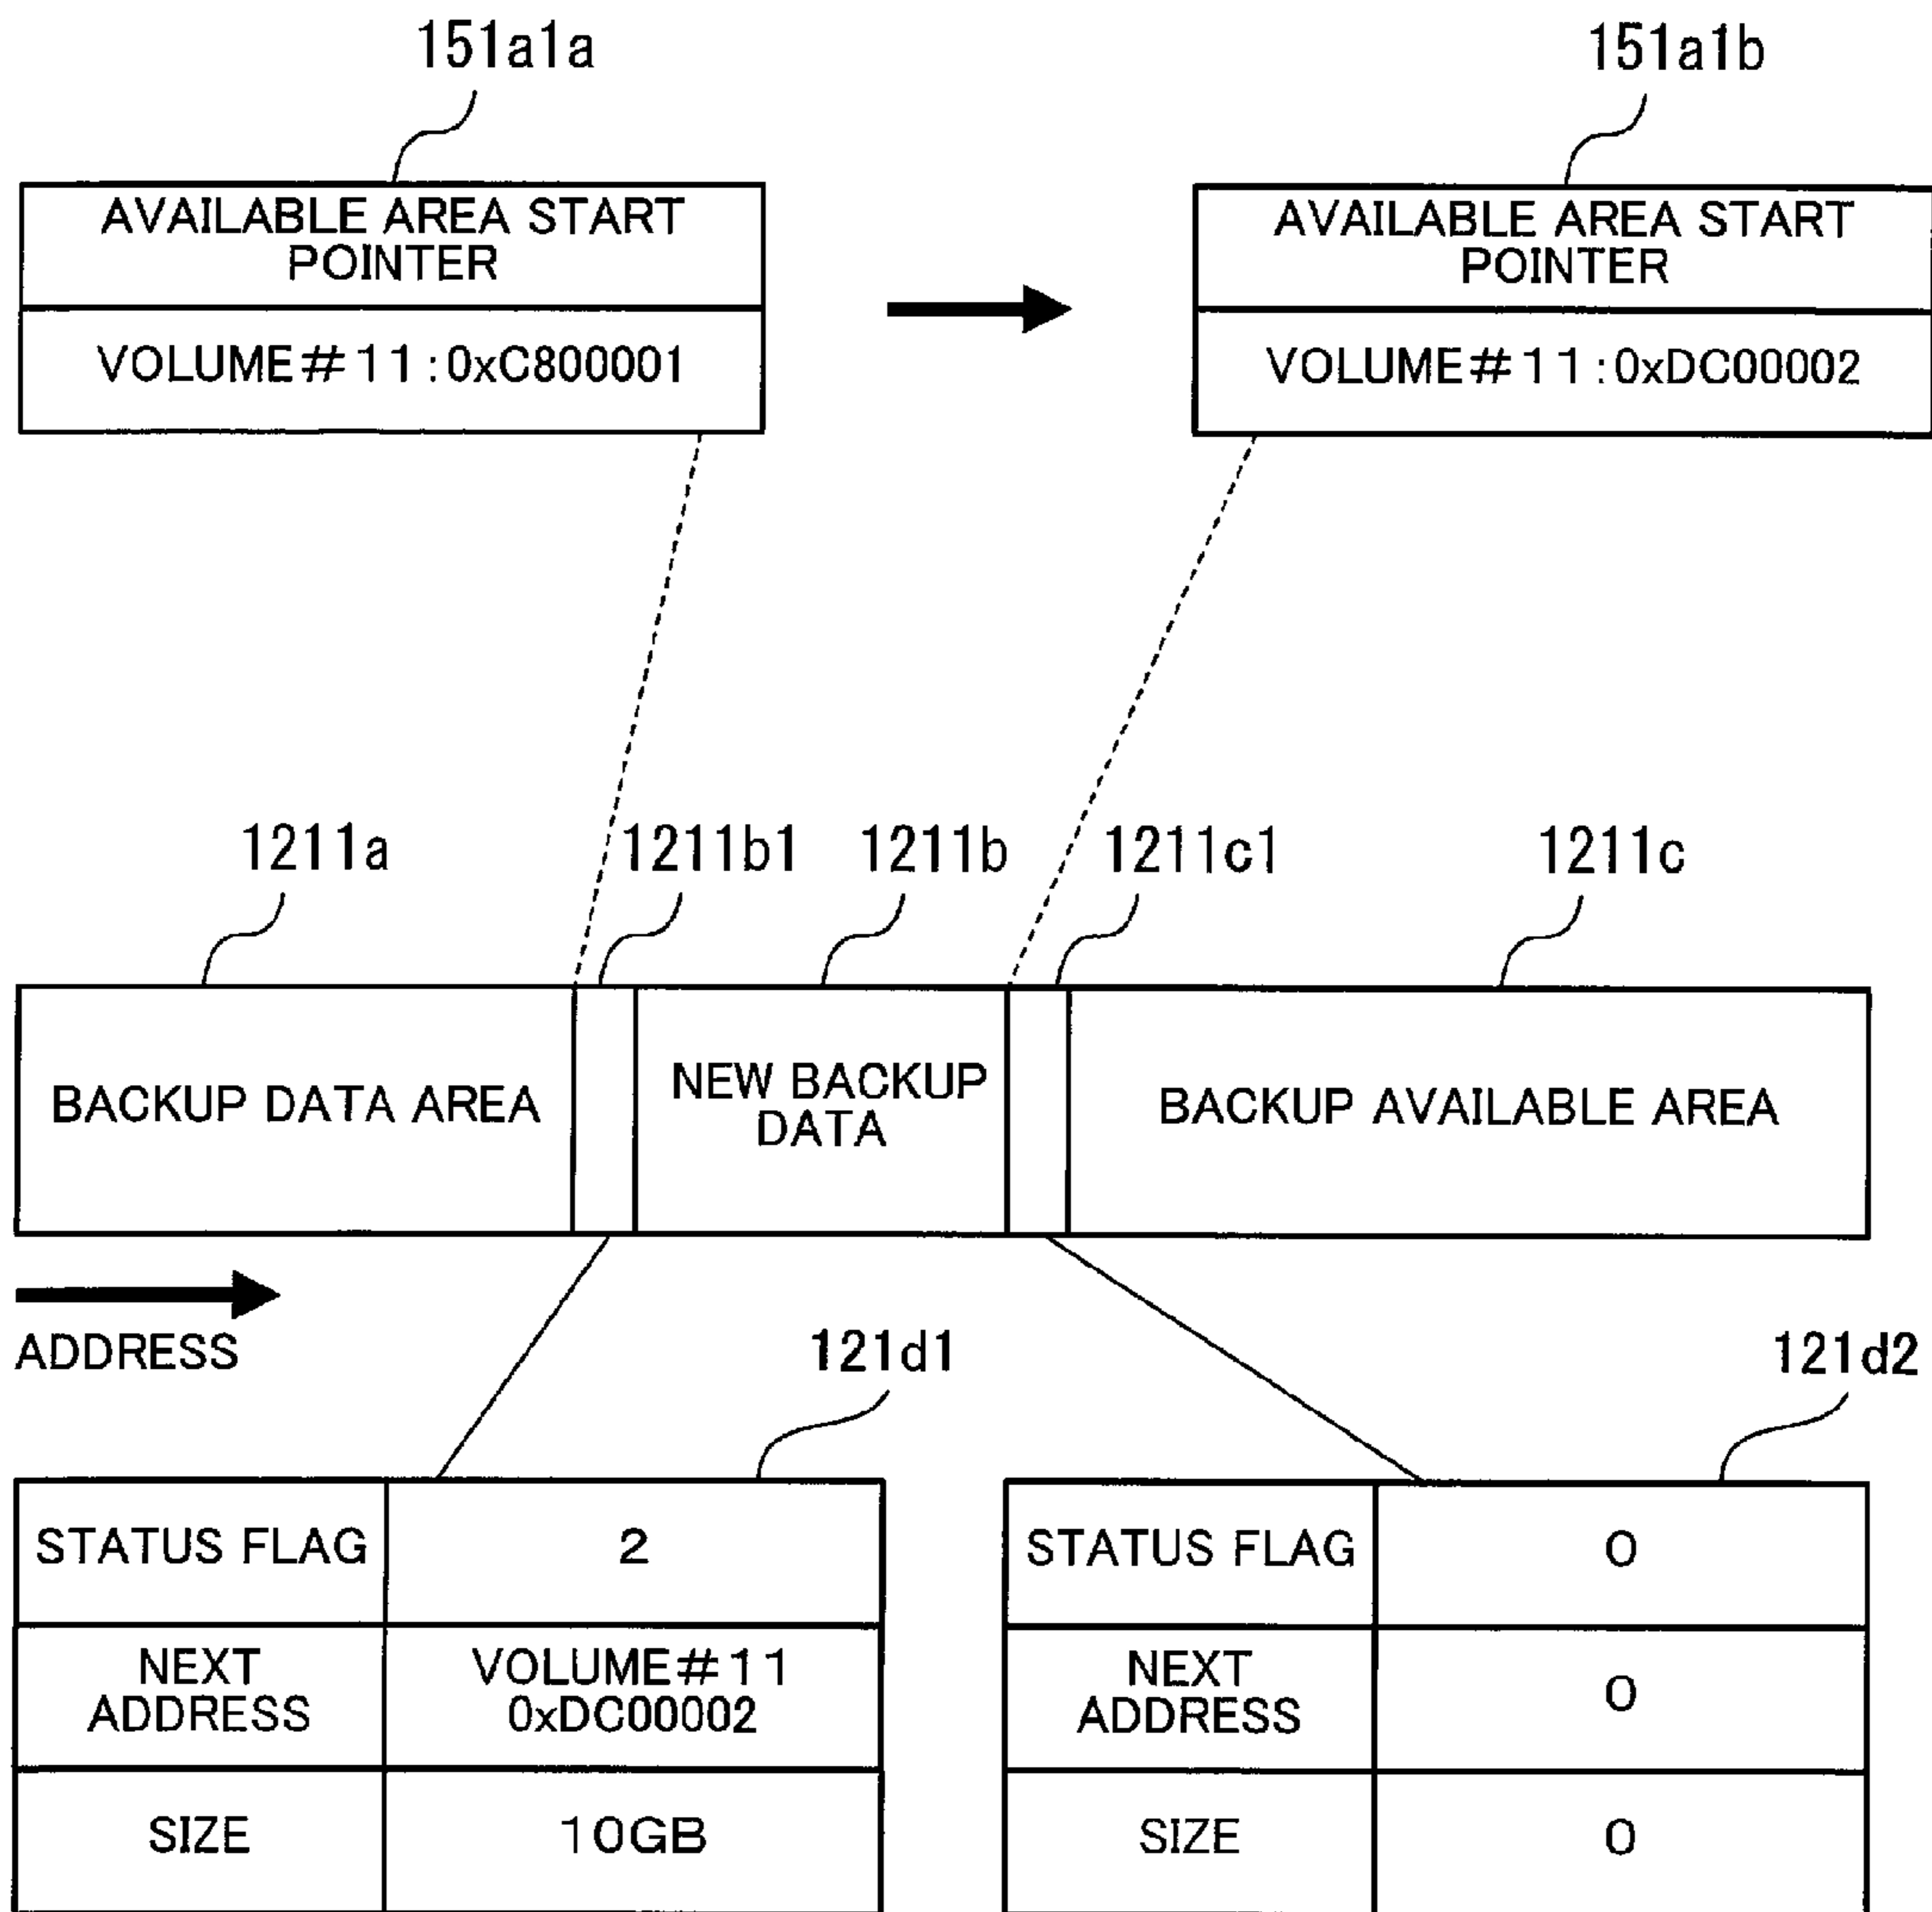 151a1a
151a1b
AVAILABLE AREA START
POINTER
VOLUME#11:0xC800001
AVAILABLE AREA START
POINTER
VOLUME#11:0xDC00002
1211a
1211b1
1211b
1211c1
1211c
BACKUP DATA AREA
NEW BACKUP
DATA
BACKUP AVAILABLE AREA
ADDRESS
121d1
121d2
STATUS FLAG
2
NEXT
ADDRESS
VOLUME#11
0xDC00002
SIZE
10GB
STATUS FLAG
0
NEXT
ADDRESS
0
SIZE
0